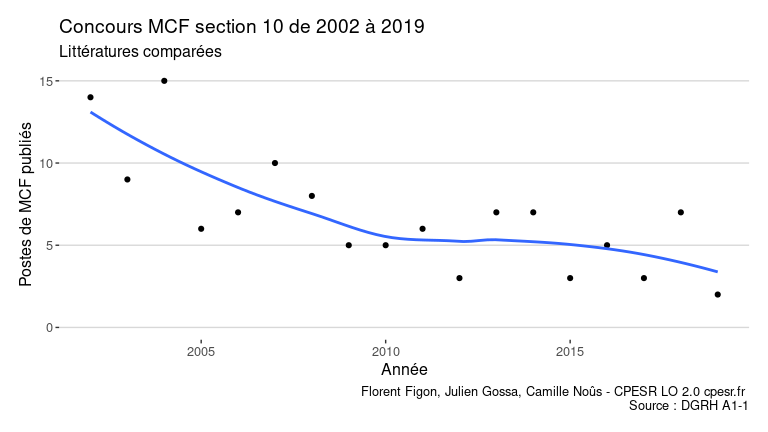 Concours MCF section 10 de 2002 à 2019
Littératures comparées
Postes de MCF publiés
15
10
5
0
2005
2010
2015
Année
Florent Figon, Julien Gossa, Camille Noûs - CPESR LO 2.0 cpesr.fr
Source : DGRH A1-1